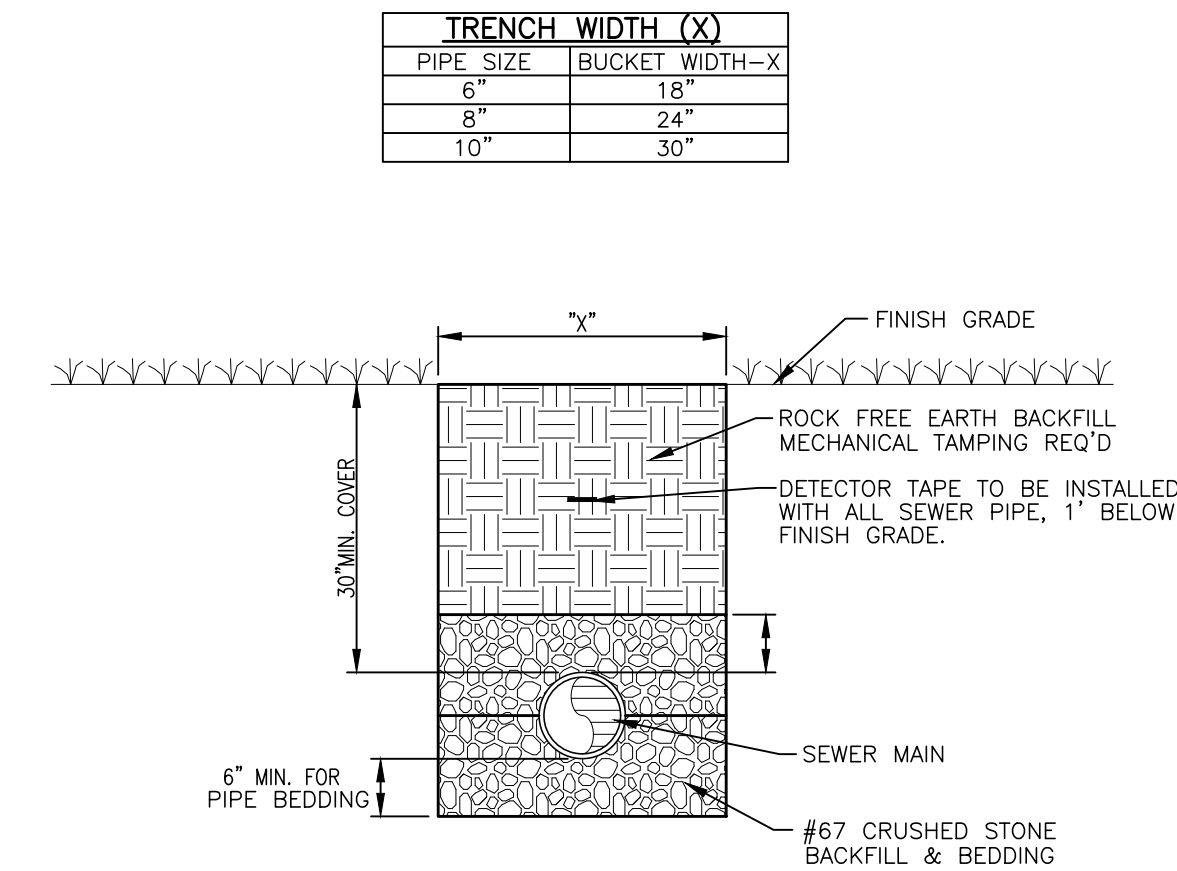 TRENCH WIDTH (X)
PIPE SIZE BUCKET WIDTH-X
6" 18"
8" 24"
10" 30"
"X"
FINISH GRADE
ROCK FREE EARTH BACKFILL
MECHANICAL TAMPING REQ'D
DETECTOR TAPE TO BE INSTALLED
WITH ALL SEWER PIPE, 1' BELOW
FINISH GRADE.
30"MIN. COVER
SEWER MAIN
6" MIN. FOR
PIPE BEDDING
#67 CRUSHED STONE
BACKFILL & BEDDING